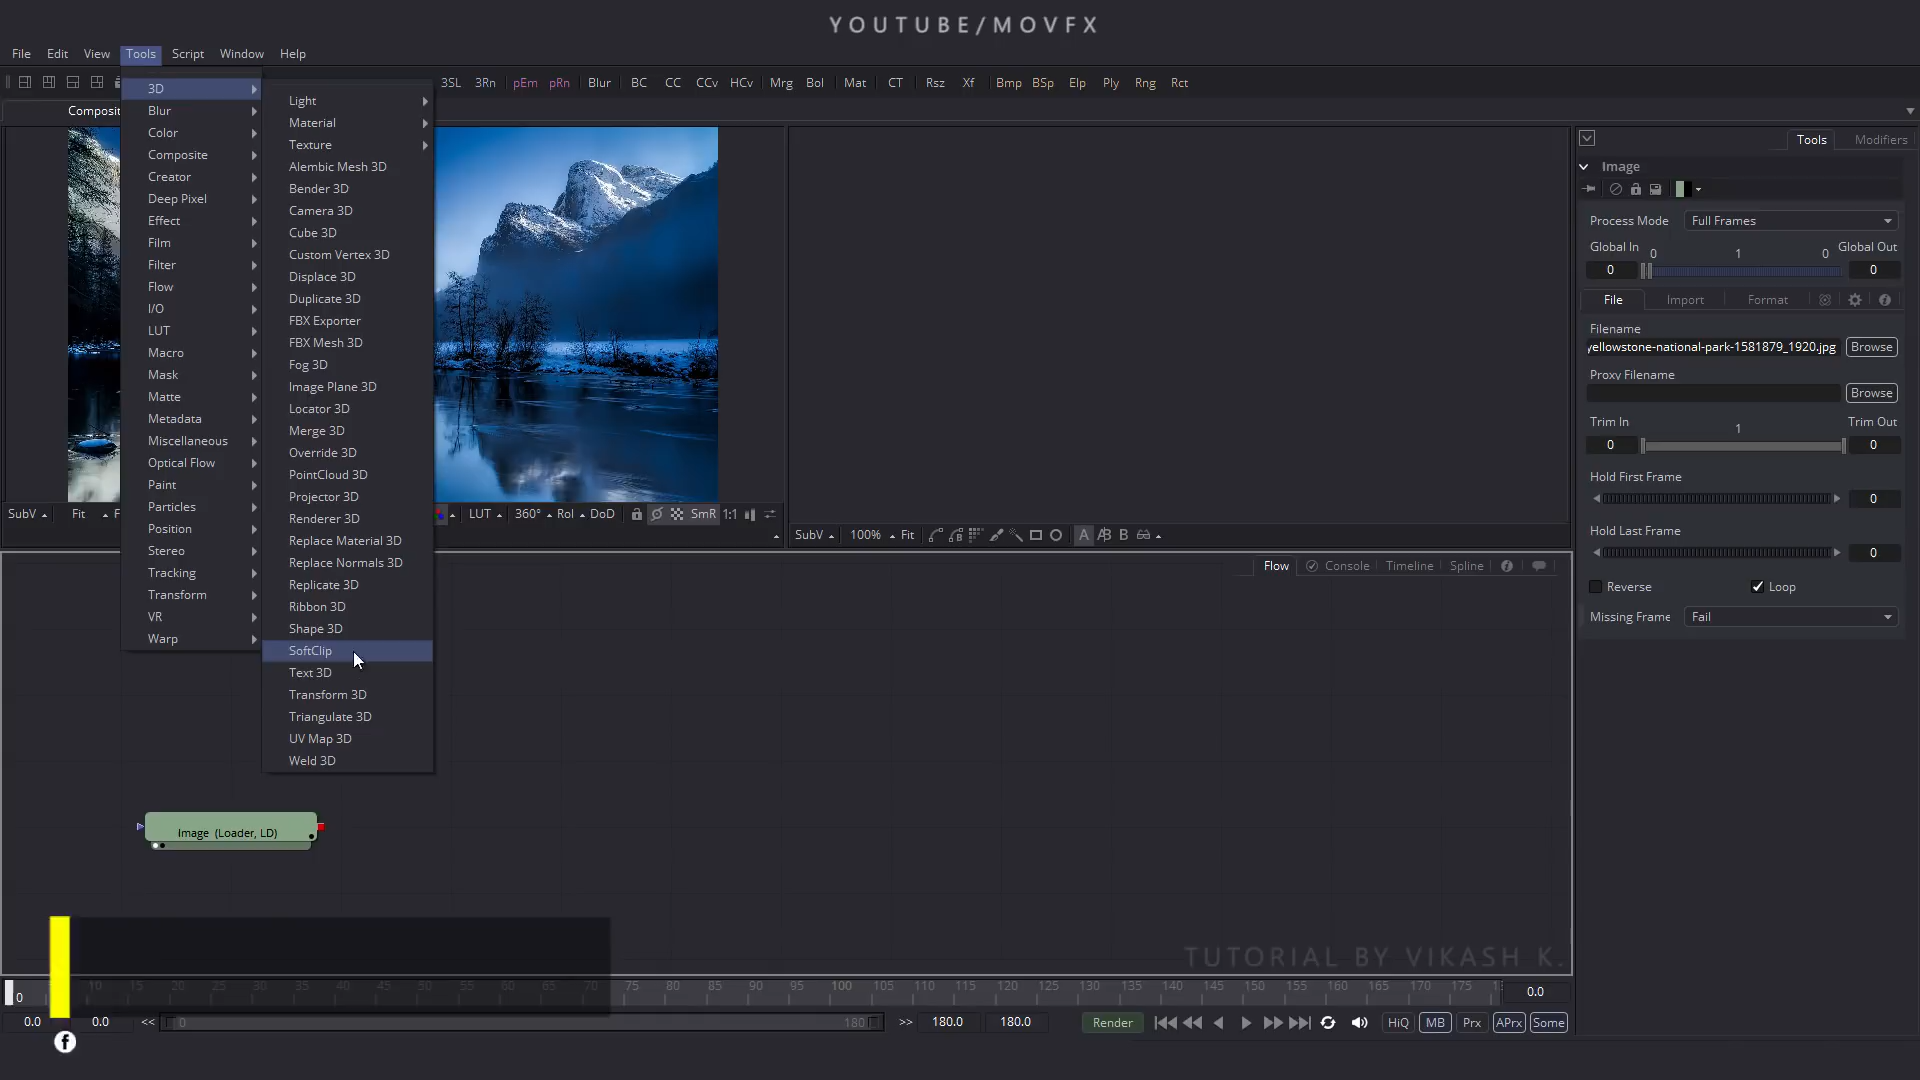 YOUTUBE/MOVFX
File Edit View Tools Script Window Help
3SL 3Rn pEm pRn Blur BC CC CCv HCv Mrg Bol Mat CT Rsz Xf Bmp BSp Elp Ply Rng Rct
Composit
3D
Blur
Color
Composite
Creator
Deep Pixel
Effect
Film
Filter
Flow
I/O
LUT
Macro
Mask
Matte
Metadata
Miscellaneous
Optical Flow
Paint
Particles
Position
Stereo
Tracking
Transform
VR
Warp
Light
Material
Texture
Alembic Mesh 3D
Bender 3D
Camera 3D
Cube 3D
Custom Vertex 3D
Displace 3D
Duplicate 3D
FBX Exporter
FBX Mesh 3D
Fog 3D
Image Plane 3D
Locator 3D
Merge 3D
Override 3D
PointCloud 3D
Projector 3D
Renderer 3D
Replace Material 3D
Replace Normals 3D
Replicate 3D
Ribbon 3D
Shape 3D
SoftClip
Text 3D
Transform 3D
Triangulate 3D
UV Map 3D
Weld 3D
SubV Fit F LUT 360° RoI DoD SmR 1:1
SubV 100% Fit A A/B B
Flow Console Timeline Spline
Image (Loader, LD)
Tools Modifiers
Image
Process Mode Full Frames
Global In 0 1 0 Global Out
0 0
File Import Format
Filename
yellowstone-national-park-1581879_1920.jpg Browse
Proxy Filename
Browse
Trim In 1 Trim Out
0 0
Hold First Frame
0
Hold Last Frame
0
Reverse Loop
Missing Frame Fail
TUTORIAL BY VIKASH K.
0 10 15 20 25 30 35 40 45 50 55 60 65 70 75 80 85 90 95 100 105 110 115 120 125 130 135 140 145 150 155 160 165 170 175 0.0
0.0 0.0 << 0 180 >> 180.0 180.0 Render HiQ MB Prx APrx Some
f